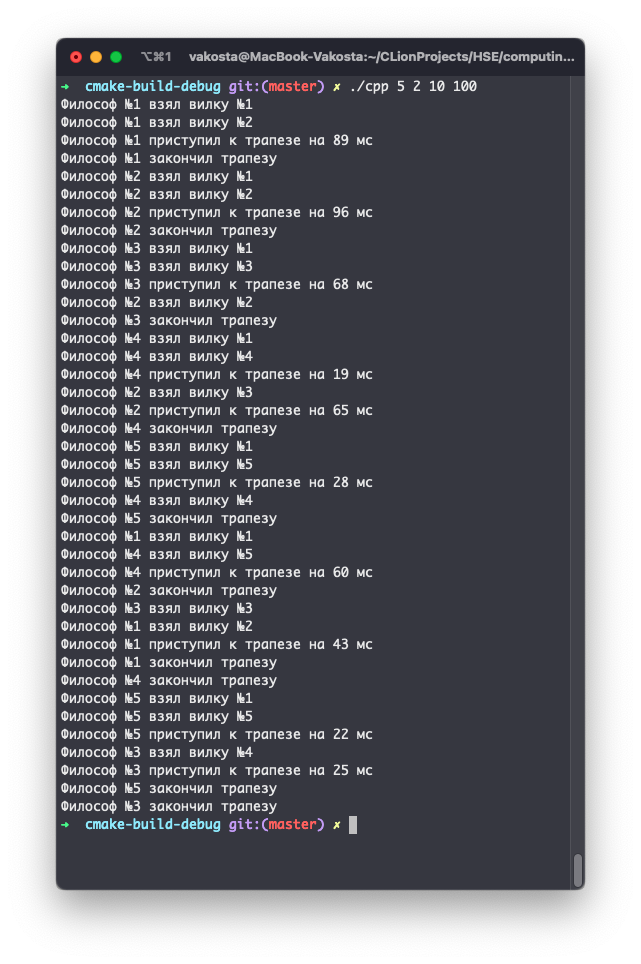 ⌥⌘1 vakosta@MacBook-Vakosta:~/CLionProjects/HSE/computin...
➜ cmake-build-debug git:(master) ✗ ./cpp 5 2 10 100
Философ №1 взял вилку №1
Философ №1 взял вилку №2
Философ №1 приступил к трапезе на 89 мс
Философ №1 закончил трапезу
Философ №2 взял вилку №1
Философ №2 взял вилку №2
Философ №2 приступил к трапезе на 96 мс
Философ №2 закончил трапезу
Философ №3 взял вилку №1
Философ №3 взял вилку №3
Философ №3 приступил к трапезе на 68 мс
Философ №2 взял вилку №2
Философ №3 закончил трапезу
Философ №4 взял вилку №1
Философ №4 взял вилку №4
Философ №4 приступил к трапезе на 19 мс
Философ №2 взял вилку №3
Философ №2 приступил к трапезе на 65 мс
Философ №4 закончил трапезу
Философ №5 взял вилку №1
Философ №5 взял вилку №5
Философ №5 приступил к трапезе на 28 мс
Философ №4 взял вилку №4
Философ №5 закончил трапезу
Философ №1 взял вилку №1
Философ №4 взял вилку №5
Философ №4 приступил к трапезе на 60 мс
Философ №2 закончил трапезу
Философ №3 взял вилку №3
Философ №1 взял вилку №2
Философ №1 приступил к трапезе на 43 мс
Философ №1 закончил трапезу
Философ №4 закончил трапезу
Философ №5 взял вилку №1
Философ №5 взял вилку №5
Философ №5 приступил к трапезе на 22 мс
Философ №3 взял вилку №4
Философ №3 приступил к трапезе на 25 мс
Философ №5 закончил трапезу
Философ №3 закончил трапезу
➜ cmake-build-debug git:(master) ✗